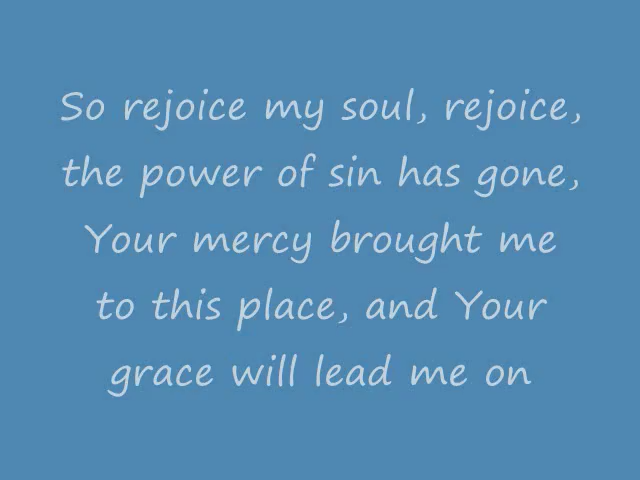 So rejoice my soul, rejoice,
the power of sin has gone,
Your mercy brought me
to this place, and Your
grace will lead me on